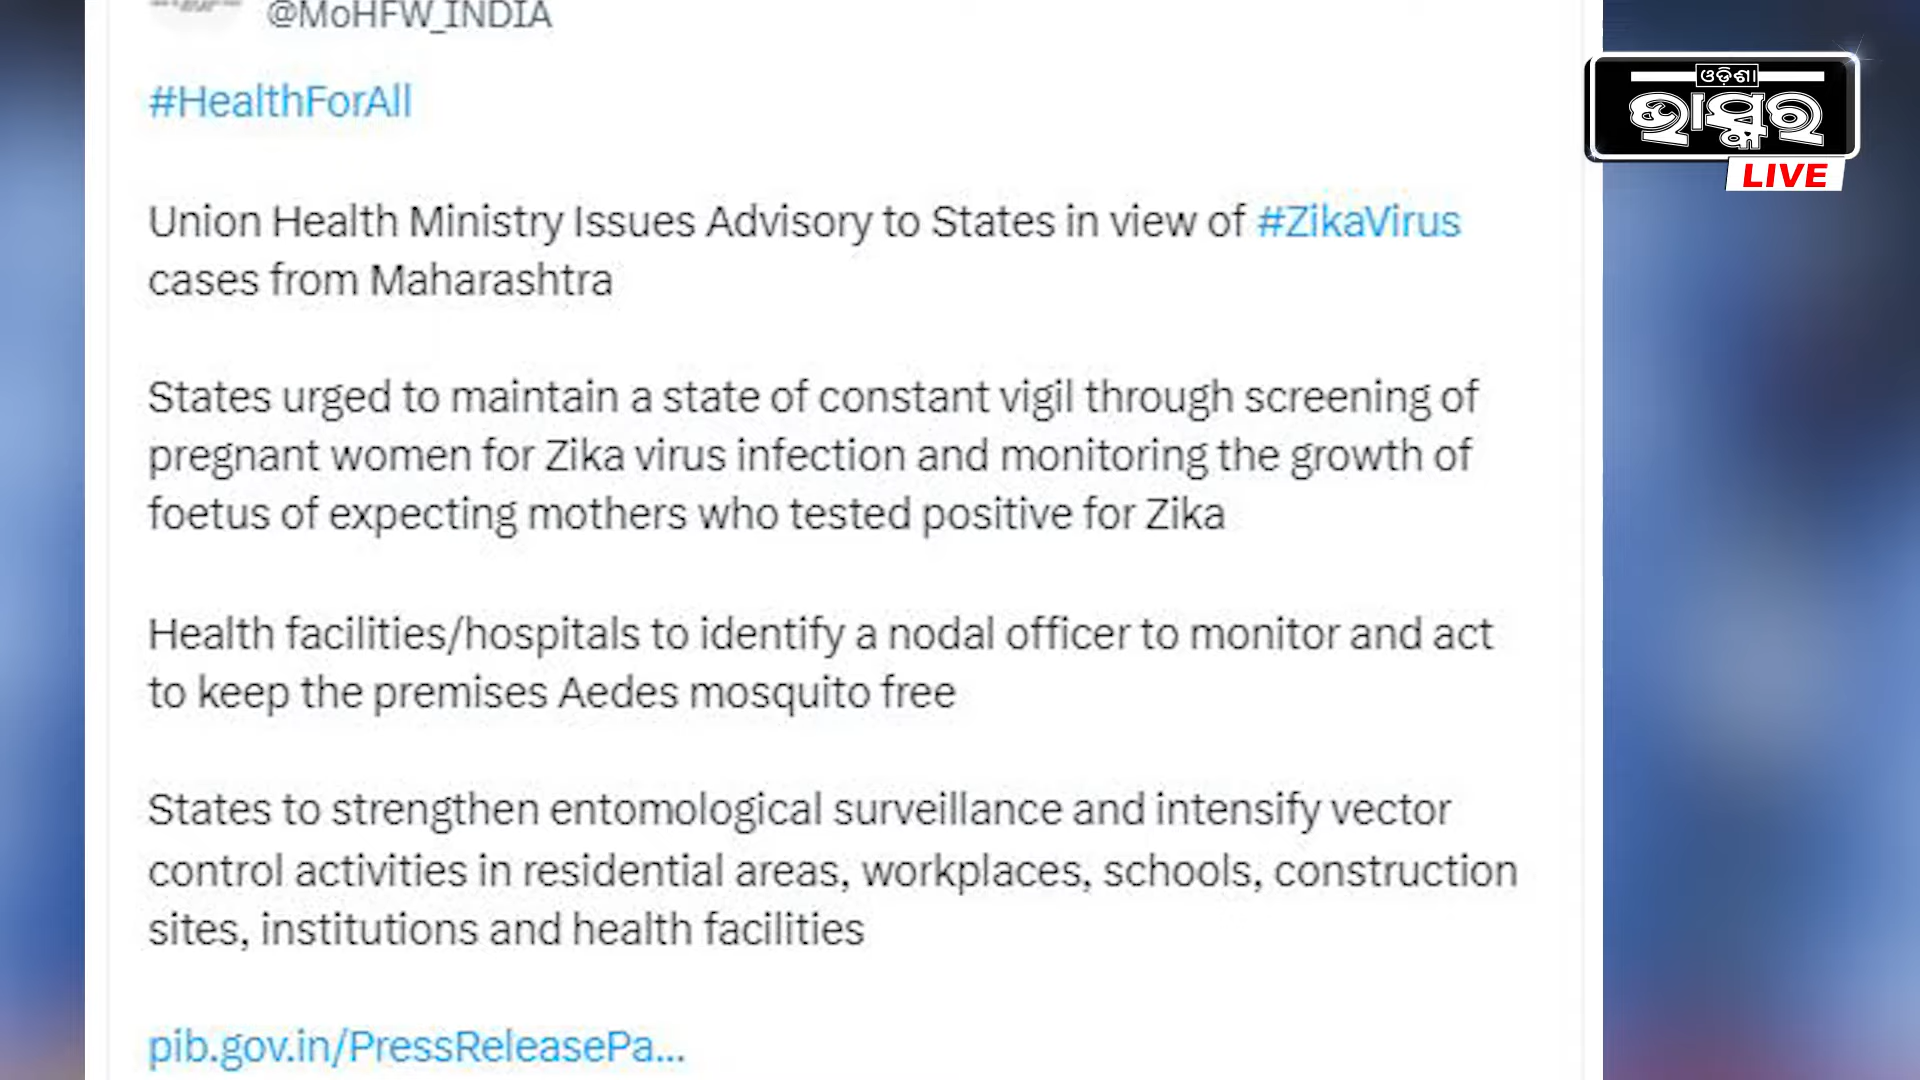 @MoHFW_INDIA
#HealthForAll
Union Health Ministry Issues Advisory to States in view of #ZikaVirus
cases from Maharashtra
States urged to maintain a state of constant vigil through screening of
pregnant women for Zika virus infection and monitoring the growth of
foetus of expecting mothers who tested positive for Zika
Health facilities/hospitals to identify a nodal officer to monitor and act
to keep the premises Aedes mosquito free
States to strengthen entomological surveillance and intensify vector
control activities in residential areas, workplaces, schools, construction
sites, institutions and health facilities
pib.gov.in/PressReleasePa...
ଓଡ଼ିଶା
ଭାସ୍କର
LIVE